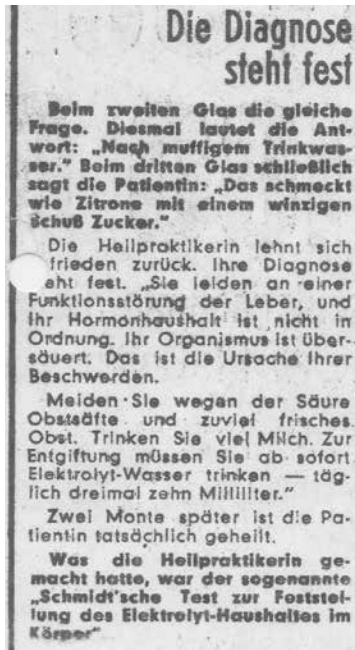 Die Diagnose
steht fest
Beim zweiten Glas die gleiche
Frage. Diesmal lautet die Ant-
wort: „Nach muffigem Trinkwas-
ser." Beim dritten Glas schließlich
sagt die Patientin: „Das schmeckt
wie Zitrone mit einem winzigen
Schuß Zucker."
Die Heilpraktikerin lehnt sich
frieden zurück. Ihre Diagnose
eht fest. „Sie leiden an einer
Funktionsstörung der Leber, und
Ihr Hormonhaushalt ist nicht in
Ordnung. Ihr Organismus ist über-
säuert. Das ist die Ursache Ihrer
Beschwerden.
Meiden Sie wegen der Säure
Obstsäfte und zuviel frisches
Obst. Trinken Sie viel Milch. Zur
Entgiftung müssen Sie ab sofort
Elektrolyt-Wasser trinken — täg-
lich dreimal zehn Milliliter."
Zwei Monte später ist die Pa-
tientin tatsächlich geheilt.
Was die Heilpraktikerin ge-
macht hatte, war der sogenannte
„Schmidt'sche Test zur Feststel-
lung des Elektrolyt-Haushaltes im
Körper"